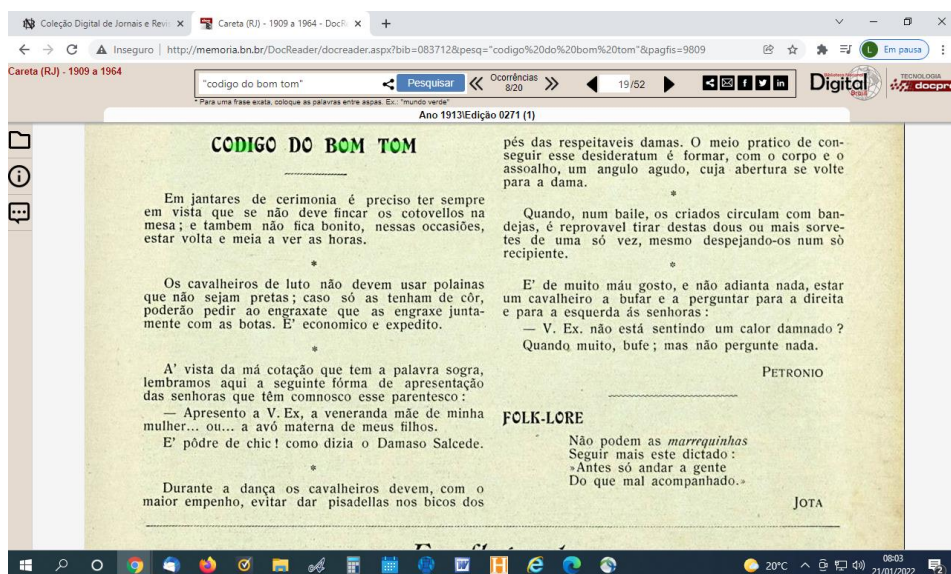 Coleção Digital de Jornais e Revi
Careta (RJ) - 1909 a 1964 - DocR
Inseguro | http://memoria.bn.br/DocReader/docreader.aspx?bib=083712&pesq="codigo%20do%20bom%20tom"&pagfis=9809
L
Em pausa
Careta (RJ) - 1909 a 1964
"codigo do bom tom"
Pesquisar
Ocorrências
8/20
19/52
Digital
TECNOLOGIA
docpro
* Para uma frase exata, coloque as palavras entre aspas. Ex.: "mundo verde"
Ano 1913\Edição 0271 (1)
CODIGO DO BOM TOM
Em jantares de cerimonia é preciso ter sempre
em vista que se não deve fincar os cotovellos na
mesa; e tambem não fica bonito, nessas occasiões,
estar volta e meia a ver as horas.
*
Os cavalheiros de luto não devem usar polainas
que não sejam pretas; caso só as tenham de côr,
poderão pedir ao engraxate que as engraxe junta-
mente com as botas. E' economico e expedito.
*
A' vista da má cotação que tem a palavra sogra,
lembramos aqui a seguinte fórma de apresentação
das senhoras que têm comnosco esse parentesco:
— Apresento a V. Ex, a veneranda mãe de minha
mulher... ou... a avó materna de meus filhos.
E' pôdre de chic! como dizia o Damaso Salcede.
*
Durante a dança os cavalheiros devem, com o
maior empenho, evitar dar pisadellas nos bicos dos
pés das respeitaveis damas. O meio pratico de con-
seguir esse desideratum é formar, com o corpo e o
assoalho, um angulo agudo, cuja abertura se volte
para a dama.
*
Quando, num baile, os criados circulam com ban-
dejas, é reprovavel tirar destas dous ou mais sorve-
tes de uma só vez, mesmo despejando-os num sò
recipiente.
*
E' de muito máu gosto, e não adianta nada, estar
um cavalheiro a bufar e a perguntar para a direita
e para a esquerda ás senhoras:
— V. Ex. não está sentindo um calor damnado?
Quando muito, bufe; mas não pergunte nada.
PETRONIO
FOLK-LORE
Não podem as marrequinhas
Seguir mais este dictado:
»Antes só andar a gente
Do que mal acompanhado.»
JOTA
20°C
08:03
21/01/2022